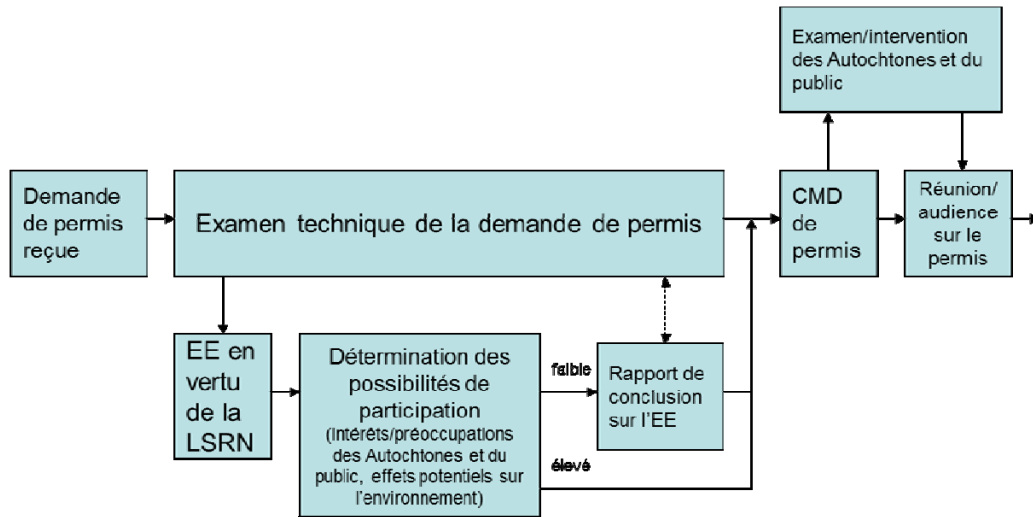 Examen/intervention
des Autochtones et du
public
Demande
de permis
reçue
Examen technique de la demande de permis
CMD
de
permis
Réunion/
audience
sur le
permis
EE en
vertu
de la
LSRN
Détermination des
possibilités de
participation
(Intérêts/préoccupations
des Autochtones et du
public, effets potentiels sur
l'environnement)
faible
élevé
Rapport de
conclusion
sur l'EE